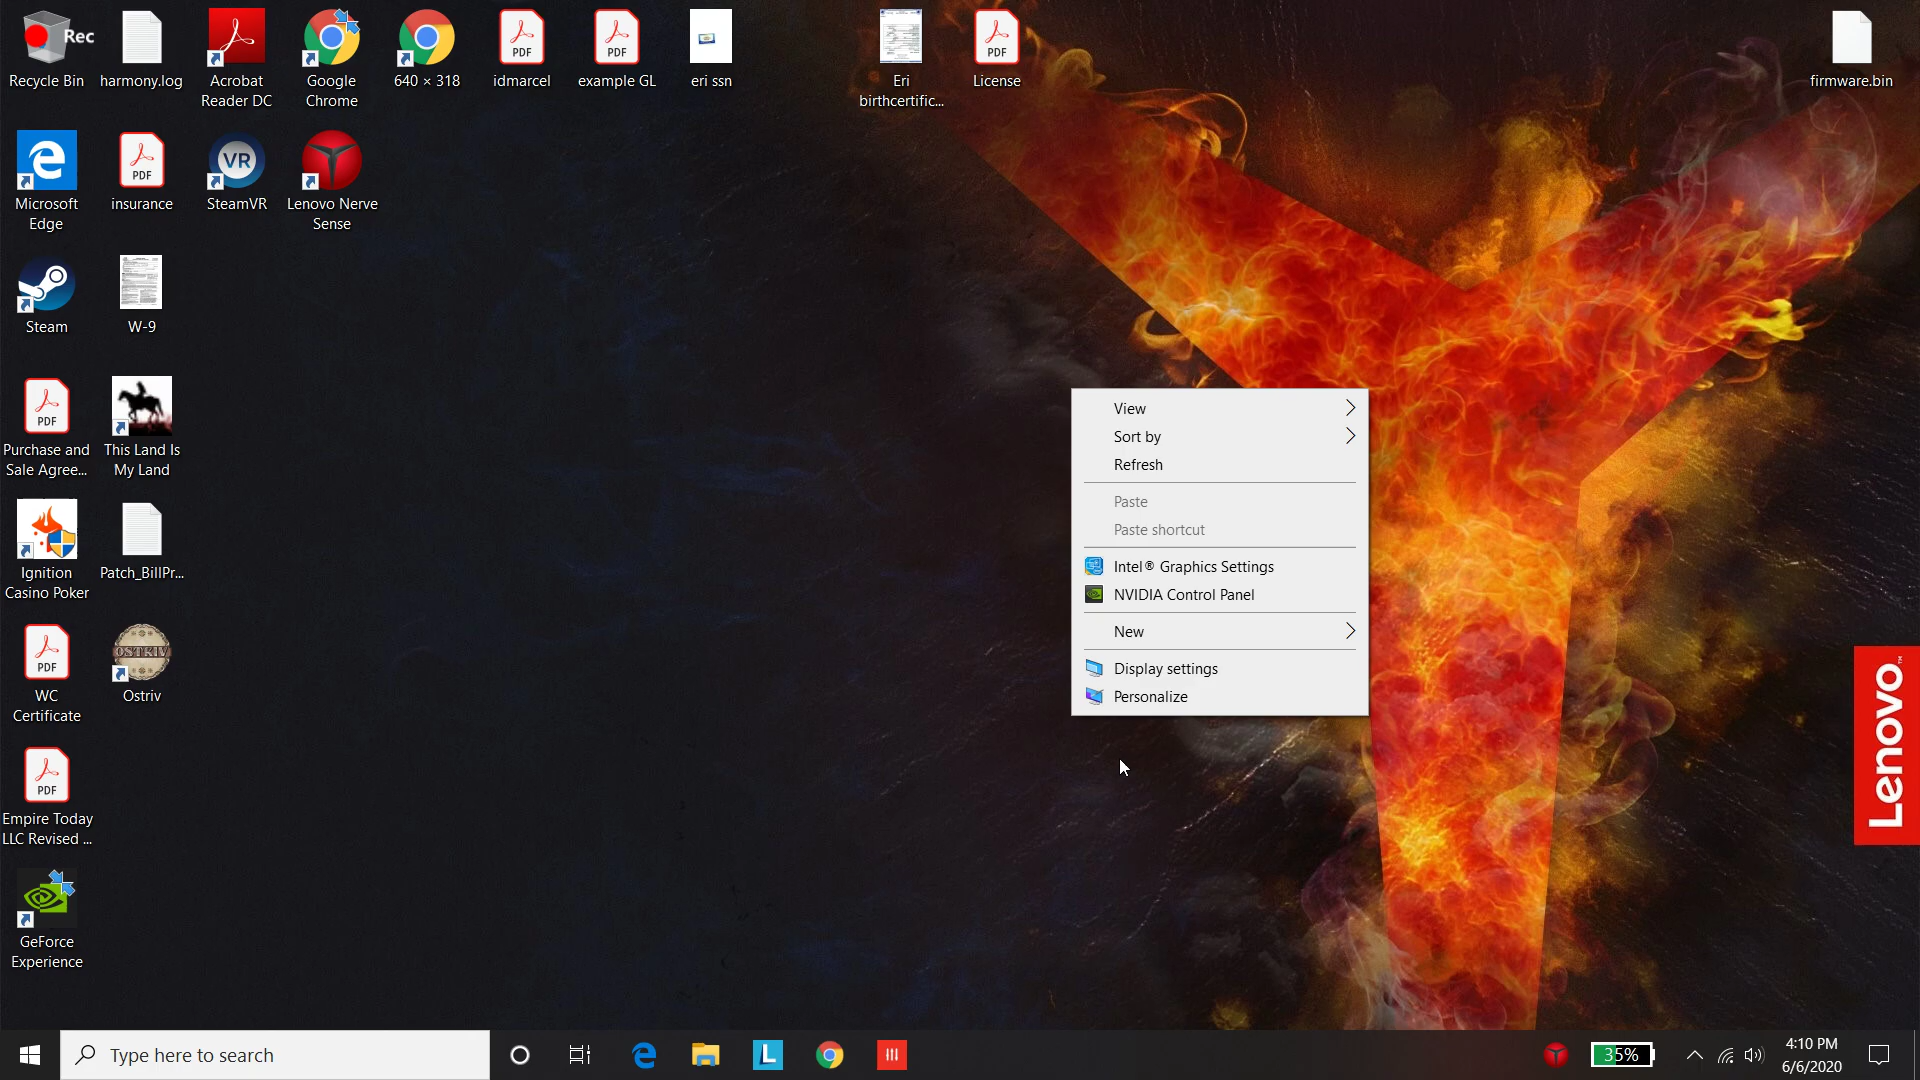 Rec
Recycle Bin
harmony.log
Acrobat
Reader DC
Google
Chrome
640 × 318
PDF
idmarcel
PDF
example GL
eri ssn
Eri
birthcertific...
PDF
License
firmware.bin
Microsoft
Edge
PDF
insurance
VR
SteamVR
Lenovo Nerve
Sense
Steam
W-9
PDF
Purchase and
Sale Agree...
This Land Is
My Land
Ignition
Casino Poker
Patch_BillPr...
PDF
WC
Certificate
OSTRIV
Ostriv
PDF
Empire Today
LLC Revised ...
GeForce
Experience
View
Sort by
Refresh
Paste
Paste shortcut
Intel® Graphics Settings
NVIDIA Control Panel
New
Display settings
Personalize
Lenovo™
Type here to search
L
35%
4:10 PM
6/6/2020